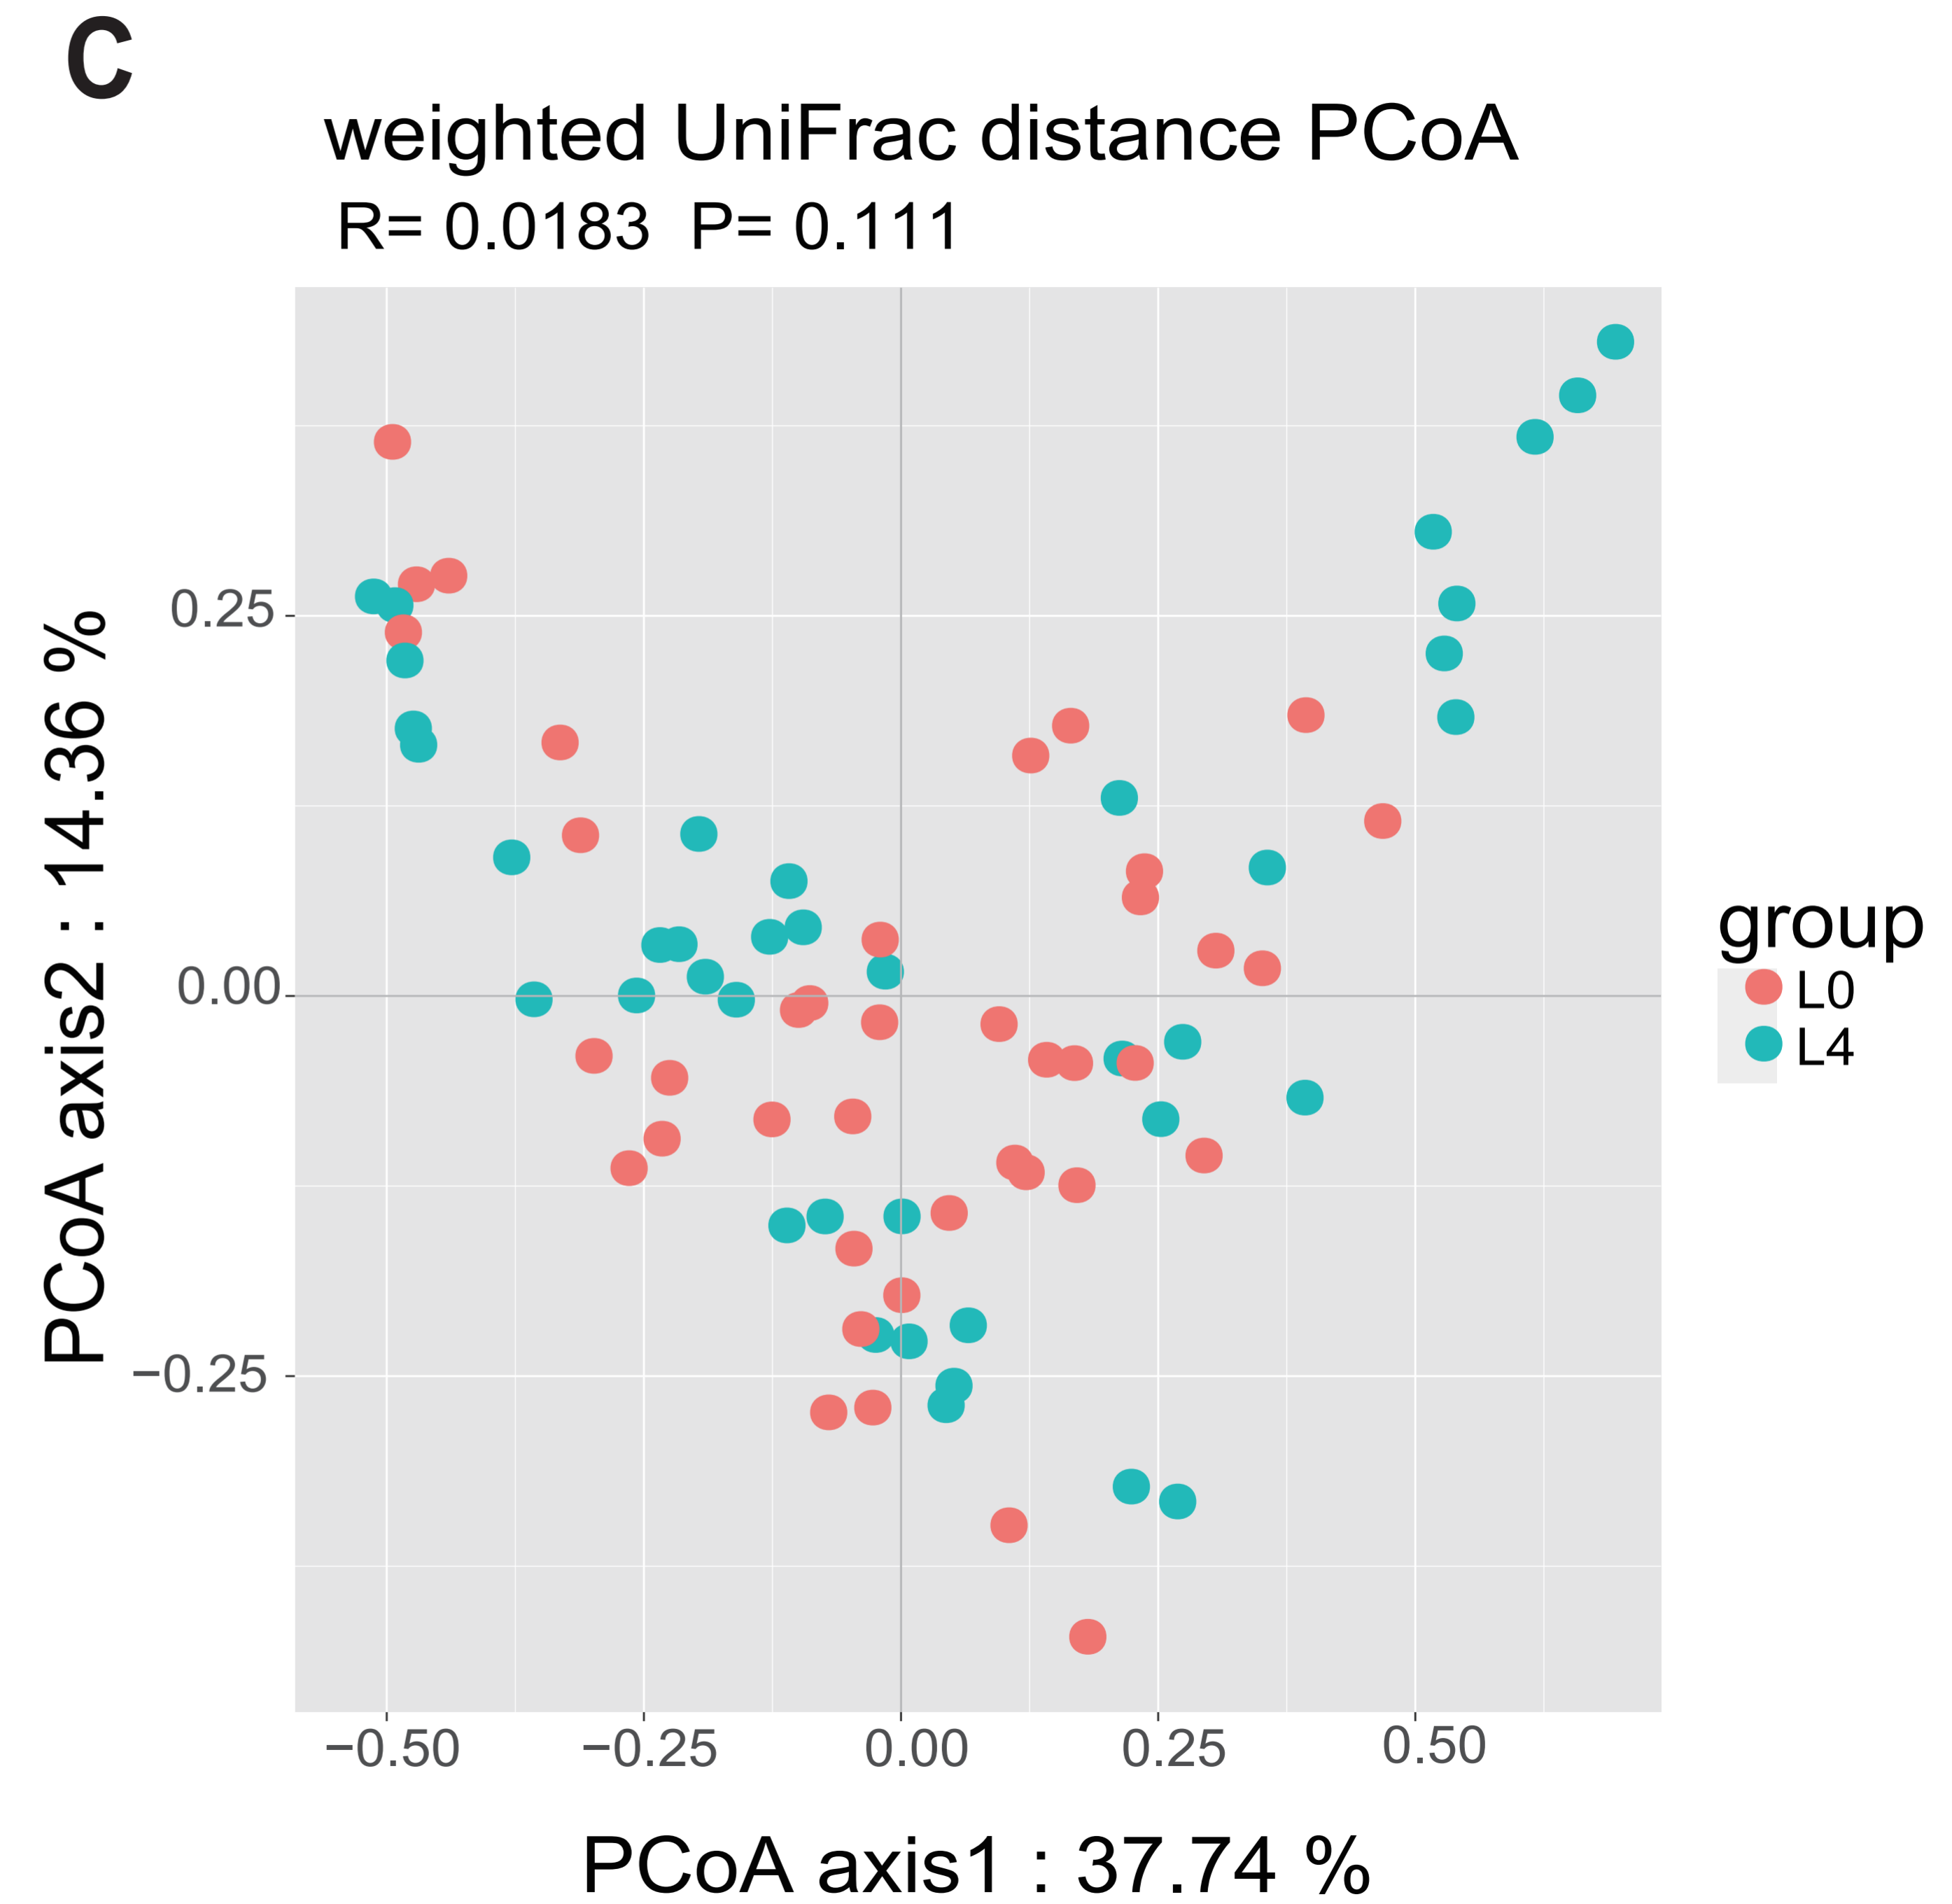 C
weighted UniFrac distance PCoA
R= 0.0183 P= 0.111
PCoA axis2 : 14.36 %
0.25
0.00
−0.25
−0.50 −0.25 0.00 0.25 0.50
PCoA axis1 : 37.74 %
group
L0
L4